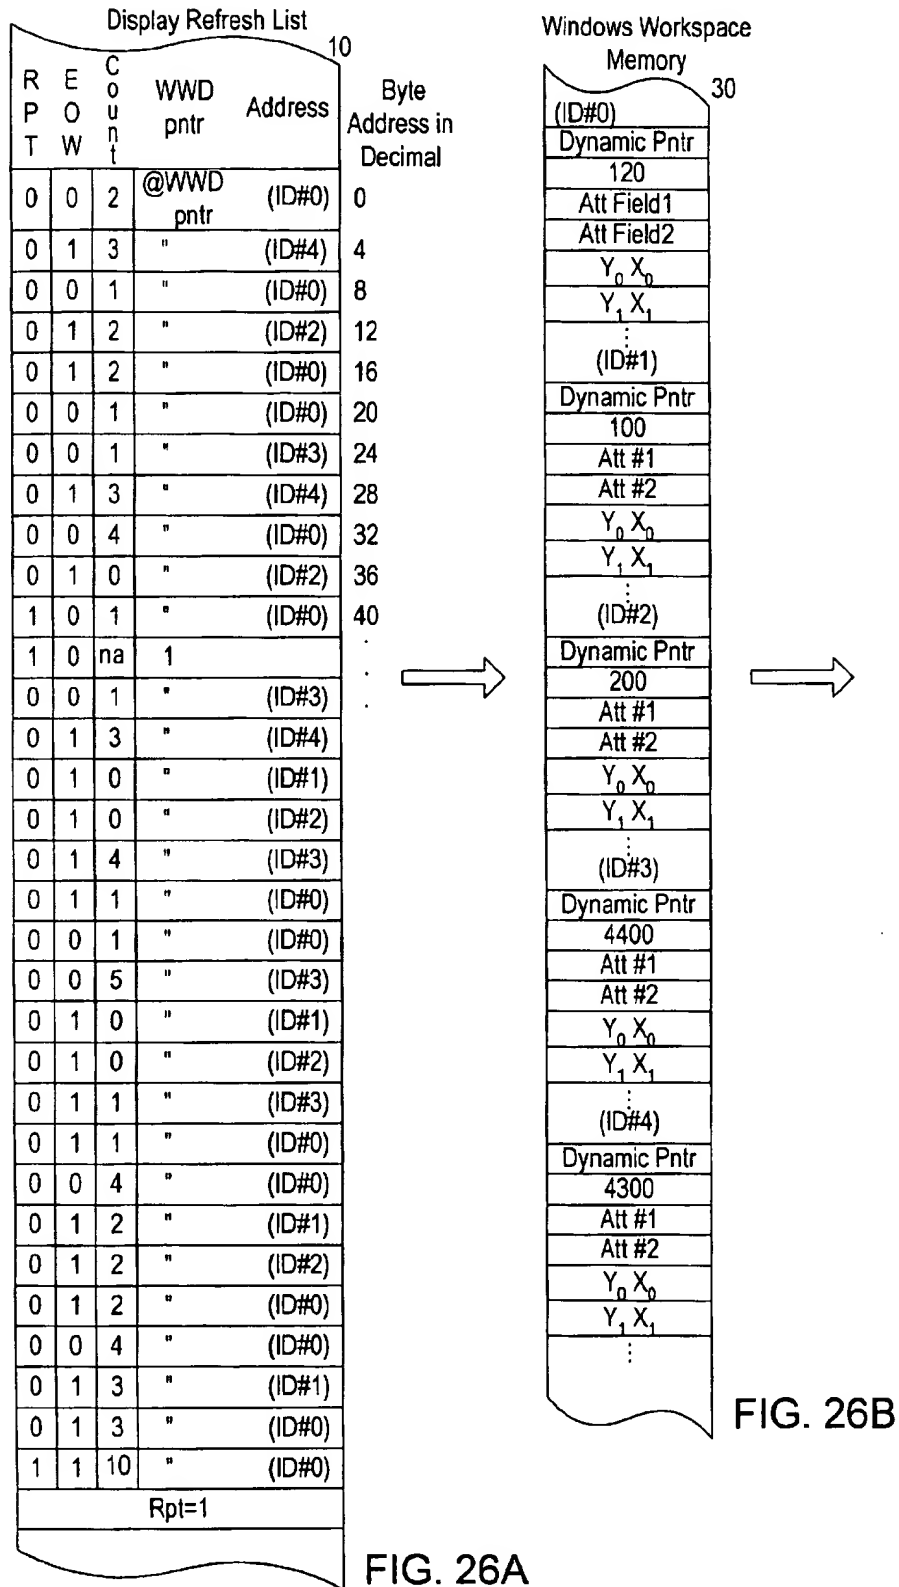 Display Refresh List
10
RPT EOW Count WWD pntr Address Byte Address in Decimal
0 0 2 @WWD pntr (ID#0) 0
0 1 3 " (ID#4) 4
0 0 1 " (ID#0) 8
0 1 2 " (ID#2) 12
0 1 2 " (ID#0) 16
0 0 1 " (ID#0) 20
0 0 1 " (ID#3) 24
0 1 3 " (ID#4) 28
0 0 4 " (ID#0) 32
0 1 0 " (ID#2) 36
1 0 1 " (ID#0) 40
1 0 na 1
0 0 1 " (ID#3)
0 1 3 " (ID#4)
0 1 0 " (ID#1)
0 1 0 " (ID#2)
0 1 4 " (ID#3)
0 1 1 " (ID#0)
0 0 1 " (ID#0)
0 0 5 " (ID#3)
0 1 0 " (ID#1)
0 1 0 " (ID#2)
0 1 1 " (ID#3)
0 1 1 " (ID#0)
0 0 4 " (ID#0)
0 1 2 " (ID#1)
0 1 2 " (ID#2)
0 1 2 " (ID#0)
0 0 4 " (ID#0)
0 1 3 " (ID#1)
0 1 3 " (ID#0)
1 1 10 " (ID#0)
Rpt=1
FIG. 26A
Windows Workspace
Memory
30
(ID#0)
Dynamic Pntr
120
Att Field1
Att Field2
Y0 X0
Y1 X1
⋮
(ID#1)
Dynamic Pntr
100
Att #1
Att #2
Y0 X0
Y1 X1
⋮
(ID#2)
Dynamic Pntr
200
Att #1
Att #2
Y0 X0
Y1 X1
⋮
(ID#3)
Dynamic Pntr
4400
Att #1
Att #2
Y0 X0
Y1 X1
⋮
(ID#4)
Dynamic Pntr
4300
Att #1
Att #2
Y0 X0
Y1 X1
⋮
FIG. 26B